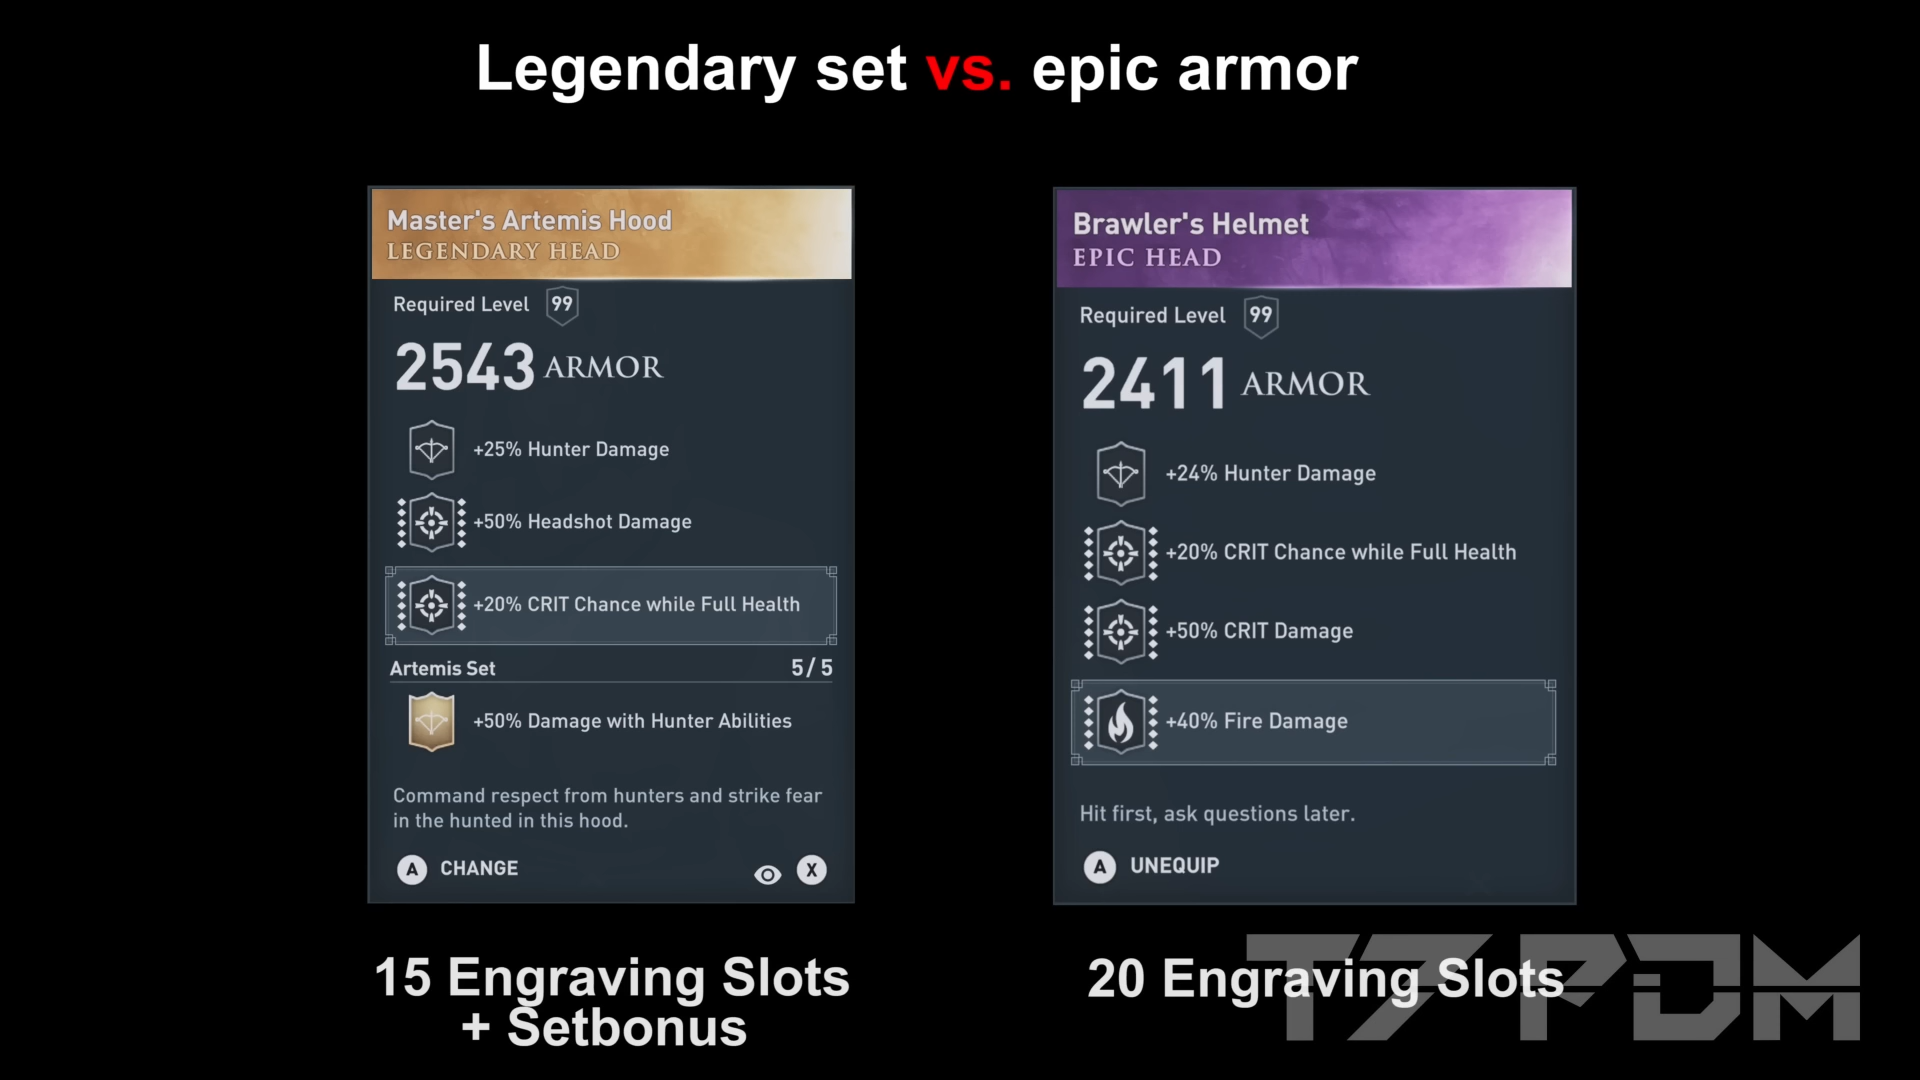 Legendary set vs. epic armor
Master's Artemis Hood
LEGENDARY HEAD
Required Level 99
2543 ARMOR
+25% Hunter Damage
+50% Headshot Damage
+20% CRIT Chance while Full Health
Artemis Set 5/5
+50% Damage with Hunter Abilities
Command respect from hunters and strike fear
in the hunted in this hood.
A CHANGE X
15 Engraving Slots
+ Setbonus
Brawler's Helmet
EPIC HEAD
Required Level 99
2411 ARMOR
+24% Hunter Damage
+20% CRIT Chance while Full Health
+50% CRIT Damage
+40% Fire Damage
Hit first, ask questions later.
A UNEQUIP
20 Engraving Slots